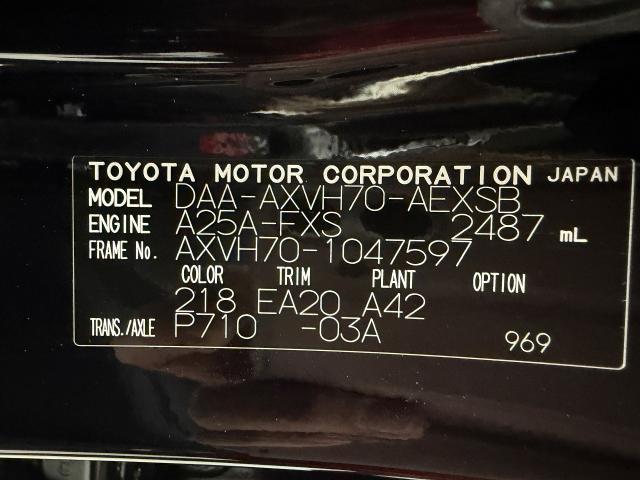 TOYOTA MOTOR CORPORATION JAPAN
MODEL DAA-AXVH70-AEXSB
ENGINE A25A-FXS 2487 mL
FRAME No. AXVH70-1047597
COLOR TRIM PLANT OPTION
218 EA20 A42
TRANS./AXLE P710 -03A 969